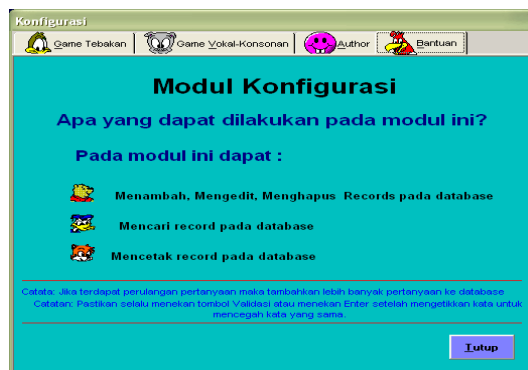 Konfigurasi
Game Tebakan Game Vokal-Konsonan Author Bantuan
Modul Konfigurasi
Apa yang dapat dilakukan pada modul ini?
Pada modul ini dapat :
Menambah, Mengedit, Menghapus Records pada database
Mencari record pada database
Mencetak record pada database
Catata: Jika terdapat perulangan pertanyaan maka tambahkan lebih banyak pertanyaan ke database
Catatan: Pastikan selalu menekan tombol Validasi atau menekan Enter setelah mengetikkan kata untuk
mencegah kata yang sama.
Tutup